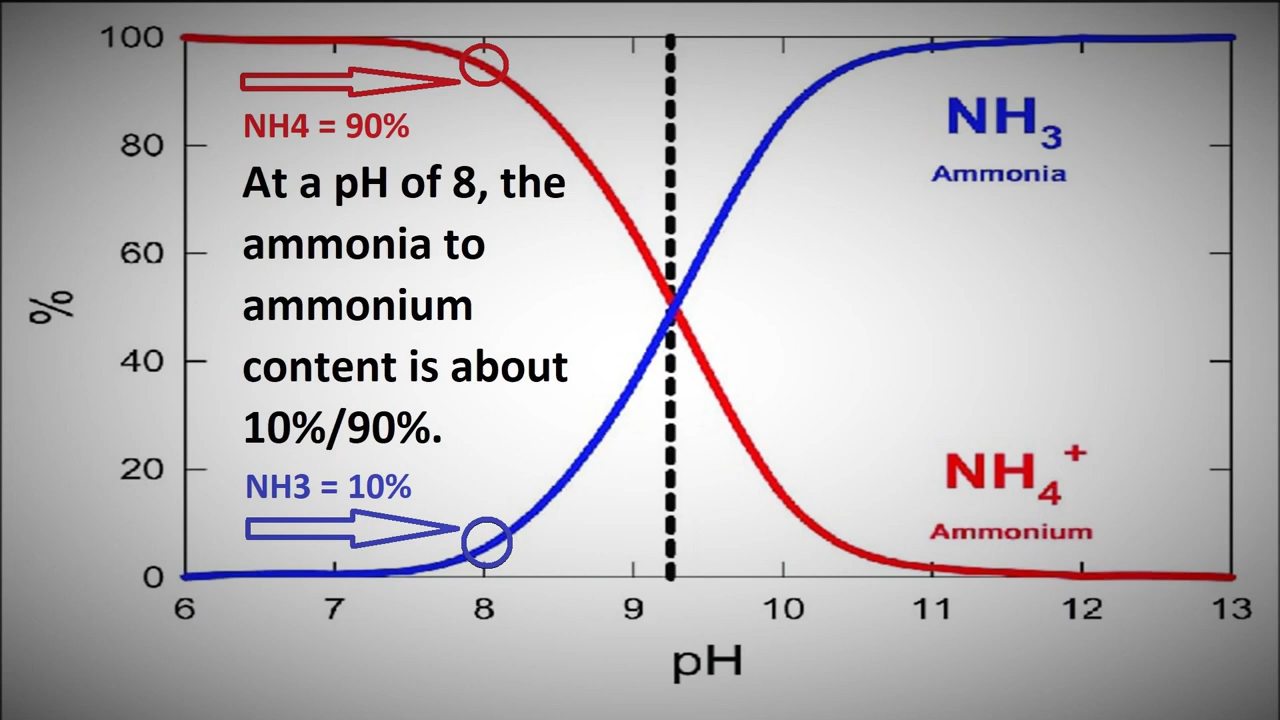 100
NH4 = 90%
At a pH of 8, the
ammonia to
ammonium
content is about
10%/90%.
NH3 = 10%
80
60
40
20
0
%
NH3
Ammonia
NH4+
Ammonium
6 7 8 9 10 11 12 13
pH